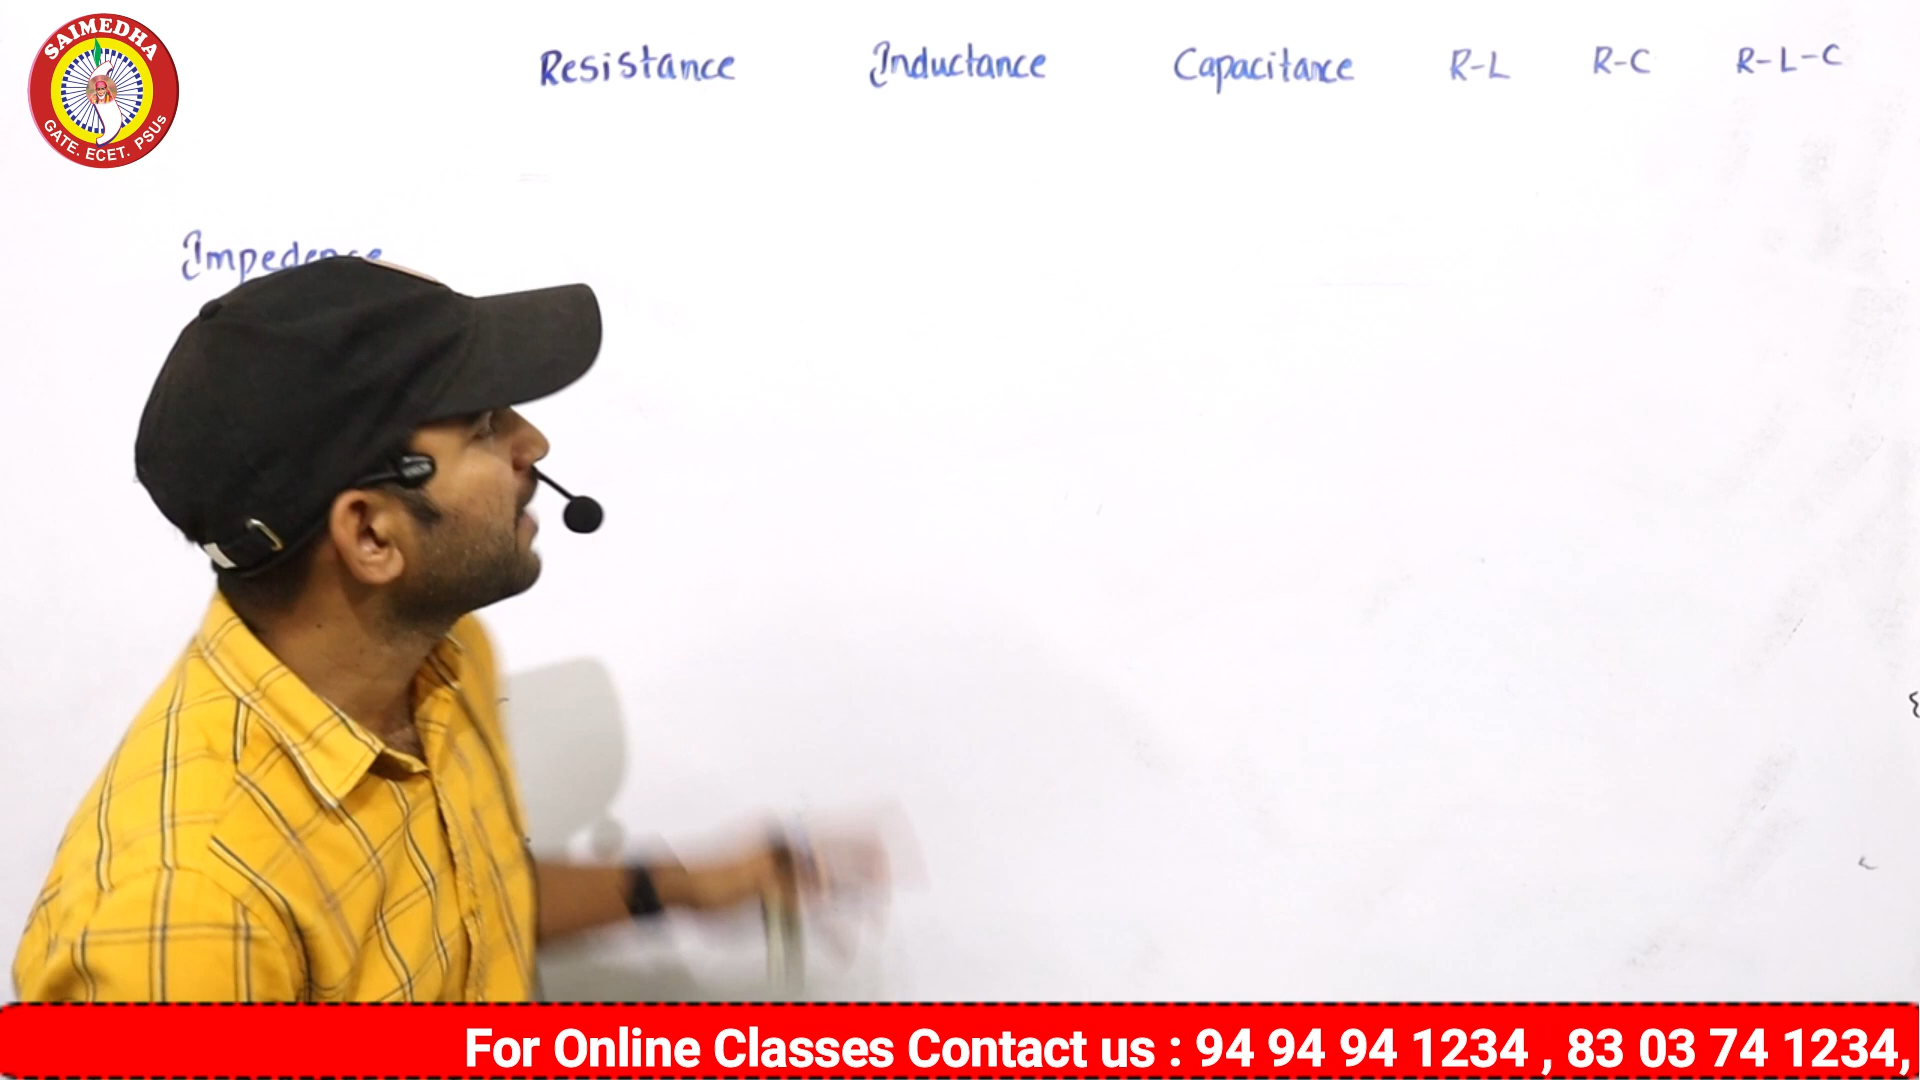 SAIMEDHA
GATE. ECET. PSUs
Resistance Inductance Capacitance R-L R-C R-L-C
Impedence
For Online Classes Contact us : 94 94 94 1234 , 83 03 74 1234,